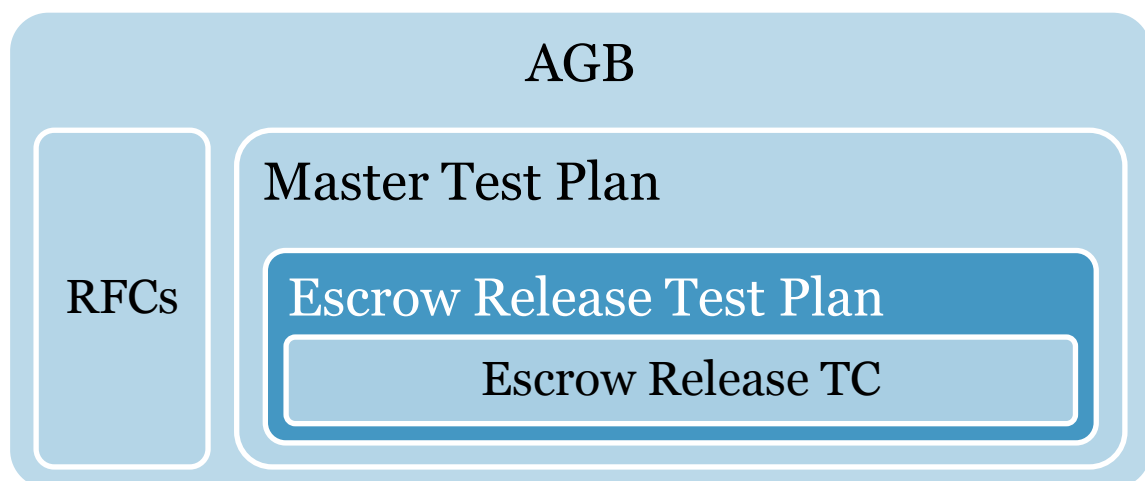 AGB
RFCs
Master Test Plan
Escrow Release Test Plan
Escrow Release TC